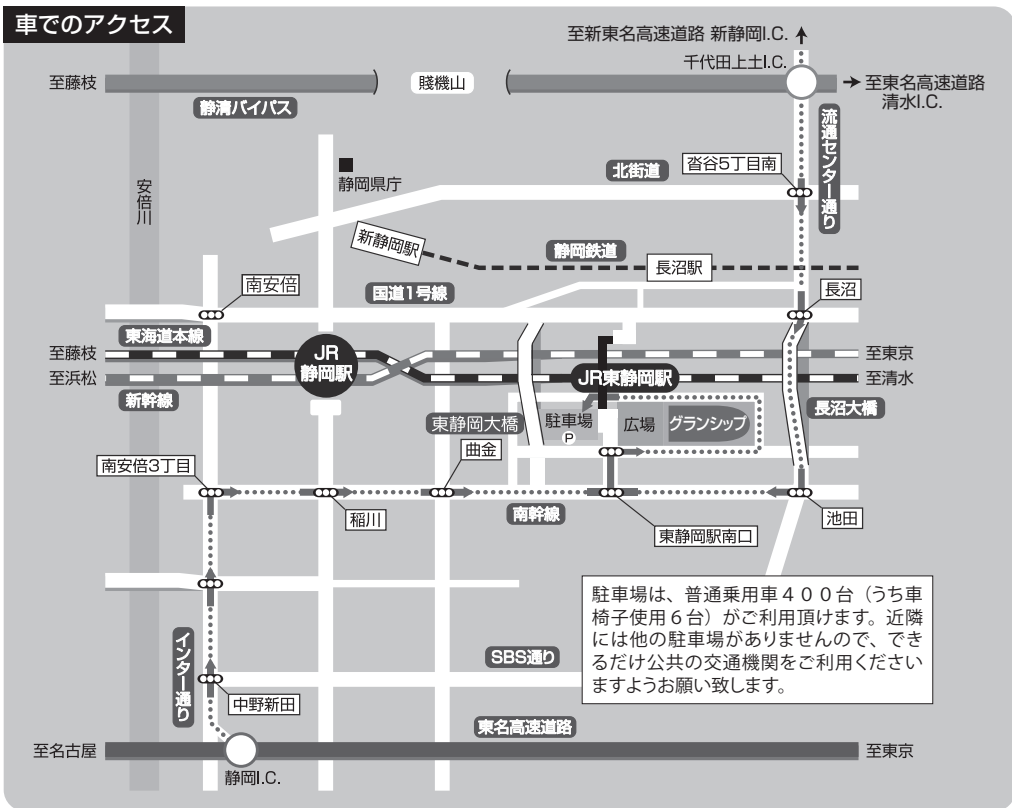 車でのアクセス
至新東名高速道路 新静岡I.C.
千代田上土I.C.
至藤枝
賤機山
至東名高速道路
清水I.C.
静清バイパス
流通センター通り
沓谷5丁目南
北街道
静岡県庁
安倍川
新静岡駅
静岡鉄道
長沼駅
南安倍
国道1号線
長沼
東海道本線
至藤枝
JR
静岡駅
至東京
至浜松
JR東静岡駅
至清水
新幹線
東静岡大橋
駐車場
P
広場
グランシップ
長沼大橋
南安倍3丁目
曲金
稲川
南幹線
東静岡駅南口
池田
駐車場は、普通乗用車400台(うち車
椅子使用6台)がご利用頂けます。近隣
には他の駐車場がありませんので、でき
るだけ公共の交通機関をご利用ください
ますようお願い致します。
インター通り
SBS通り
中野新田
東名高速道路
至名古屋
至東京
静岡I.C.